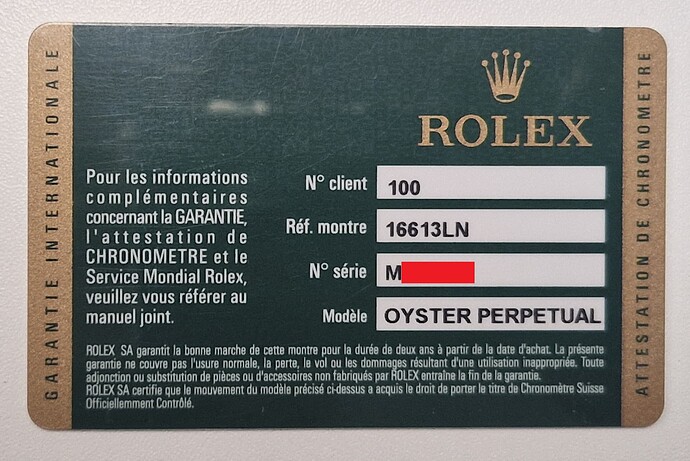 GARANTIE INTERNATIONALE
ROLEX
Pour les informations
complémentaires
concernant la GARANTIE,
l'attestation de
CHRONOMETRE et le
Service Mondial Rolex,
veuillez vous référer au
manuel joint.
N° client 100
Réf. montre 16613LN
N° série M
Modèle OYSTER PERPETUAL
ROLEX SA garantit la bonne marche de cette montre pour la durée de deux ans à partir de la date d'achat. La présente
garantie ne couvre pas l'usure normale, la perte, le vol ou les dommages résultant d'une utilisation inappropriée. Toute
adjonction ou substitution de pièces ou d'accessoires non fabriqués par ROLEX entraîne la fin de la garantie.
ROLEX SA certifie que le mouvement du modèle précisé ci-dessus a acquis le droit de porter le titre de Chronomètre Suisse
Officiellement Contrôlé.
ATTESTATION DE CHRONOMETRE